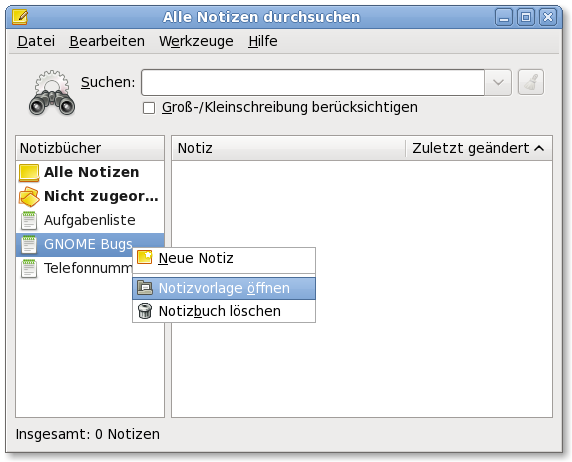 Alle Notizen durchsuchen
Datei Bearbeiten Werkzeuge Hilfe
Suchen:
Groß-/Kleinschreibung berücksichtigen
Notizbücher Notiz Zuletzt geändert
Alle Notizen
Nicht zugeor...
Aufgabenliste
GNOME Bugs
Telefonnumm
Neue Notiz
Notizvorlage öffnen
Notizbuch löschen
Insgesamt: 0 Notizen